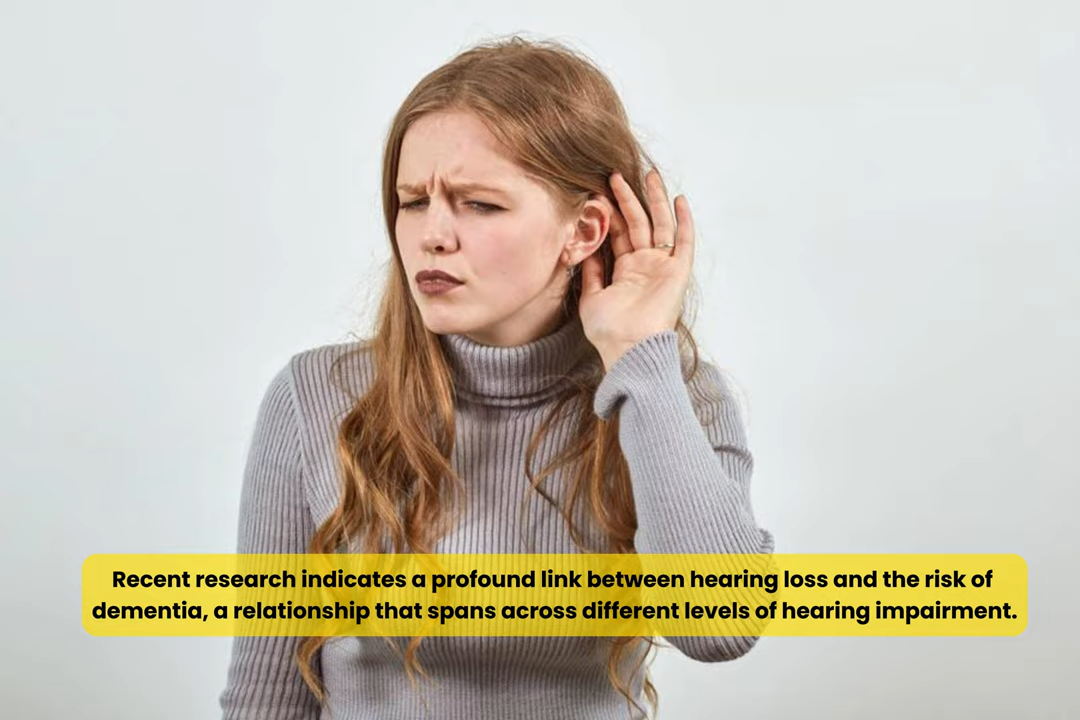 Recent research indicates a profound link between hearing loss and the risk of
dementia, a relationship that spans across different levels of hearing impairment.